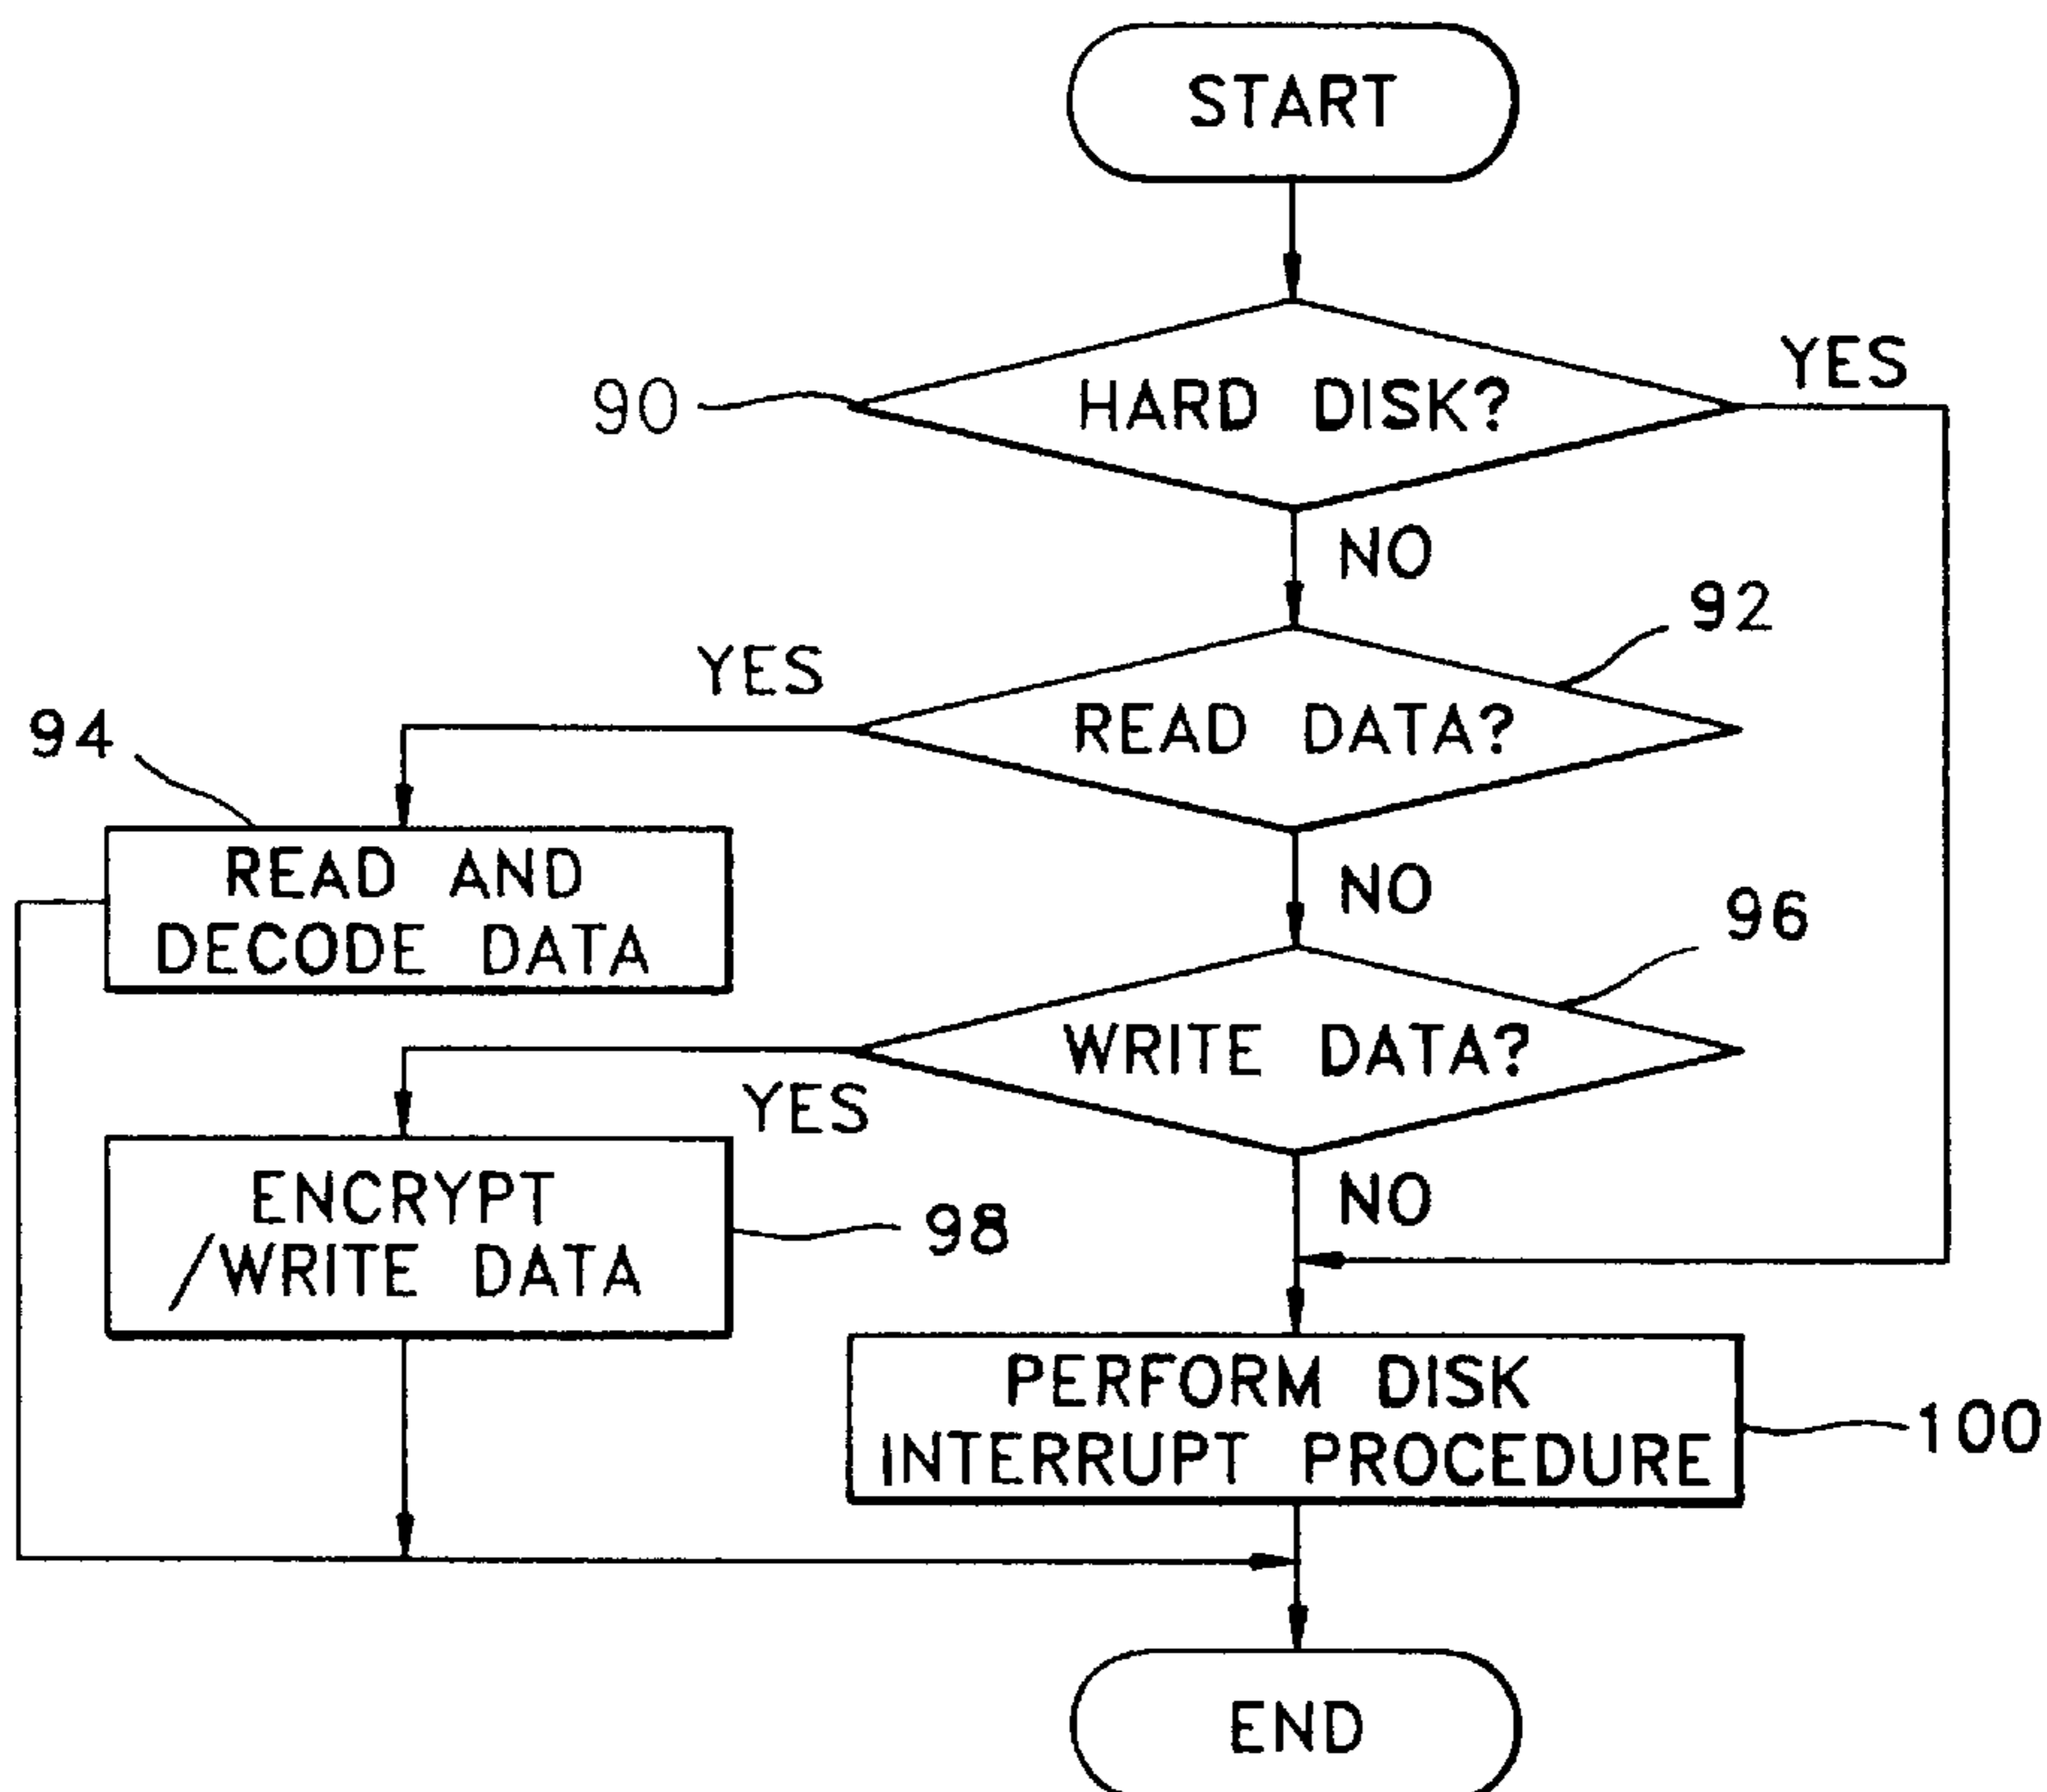 START
HARD DISK?
YES
90
NO
92
YES
READ DATA?
94
READ AND
DECODE DATA
NO
96
WRITE DATA?
YES
ENCRYPT
/WRITE DATA
98
NO
PERFORM DISK
INTERRUPT PROCEDURE
100
END